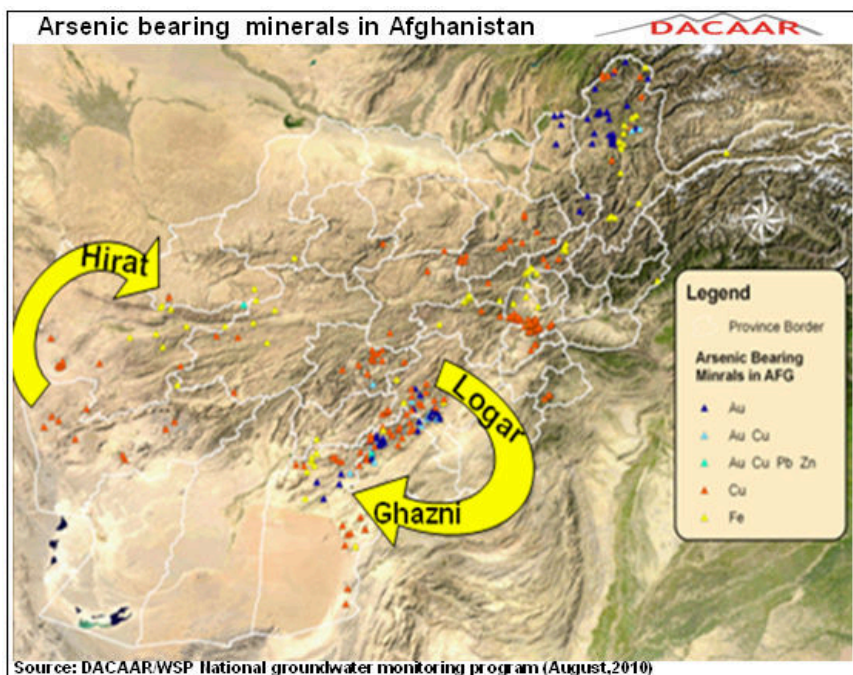 Arsenic bearing minerals in Afghanistan
DACAAR
Hirat
Logar
Ghazni
Legend
Province Border
Arsenic Bearing
Minrals in AFG
Au
Au Cu
Au Cu Pb Zn
Cu
Fe
Source: DACAAR/WSP National groundwater monitoring program (August,2010)